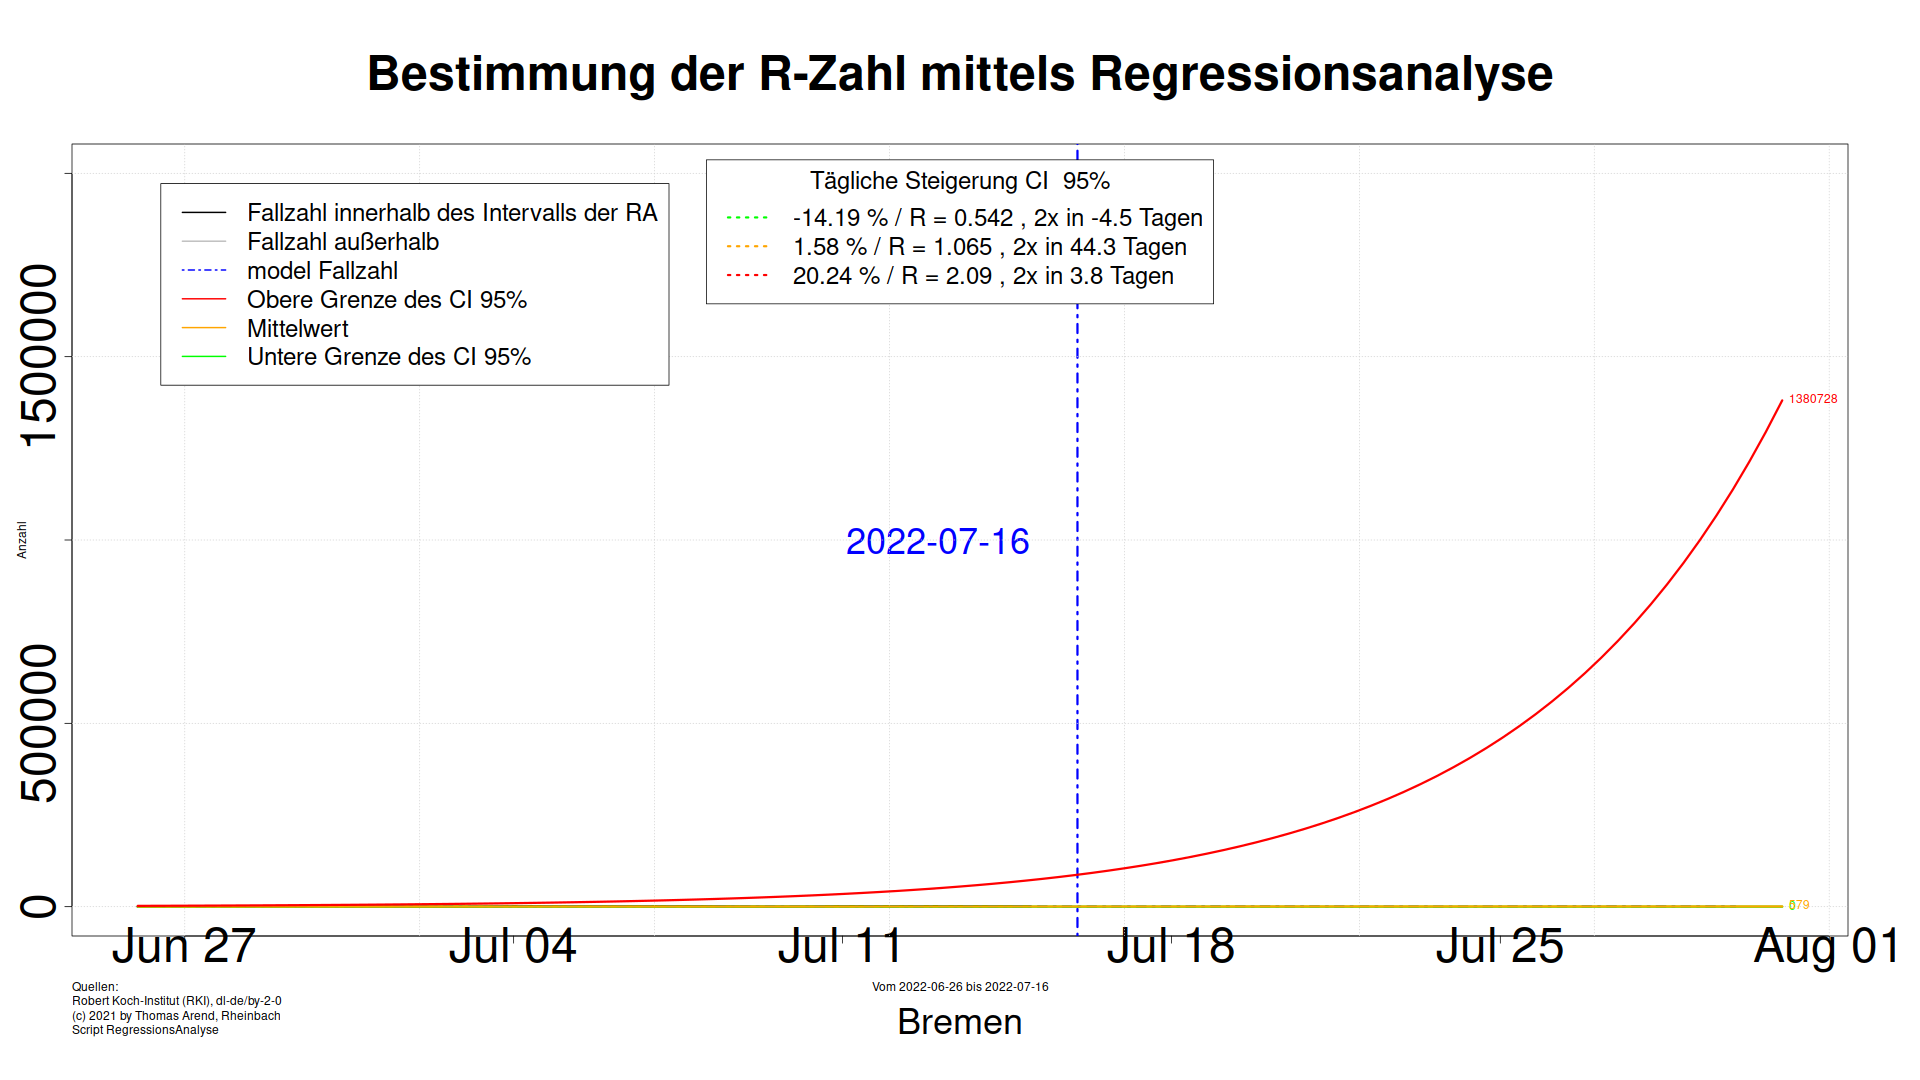 Bestimmung der R-Zahl mittels Regressionsanalyse
Fallzahl innerhalb des Intervalls der RA
Fallzahl außerhalb
model Fallzahl
Obere Grenze des CI 95%
Mittelwert
Untere Grenze des CI 95%
Tägliche Steigerung CI 95%
-14.19 % / R = 0.542 , 2x in -4.5 Tagen
1.58 % / R = 1.065 , 2x in 44.3 Tagen
20.24 % / R = 2.09 , 2x in 3.8 Tagen
1500000
500000
0
Anzahl
2022-07-16
1380728
Jun 27
Jul 04
Jul 11
Jul 18
Jul 25
Aug 01
Quellen:
Robert Koch-Institut (RKI), dl-de/by-2-0
(c) 2021 by Thomas Arend, Rheinbach
Script RegressionsAnalyse
Vom 2022-06-26 bis 2022-07-16
Bremen